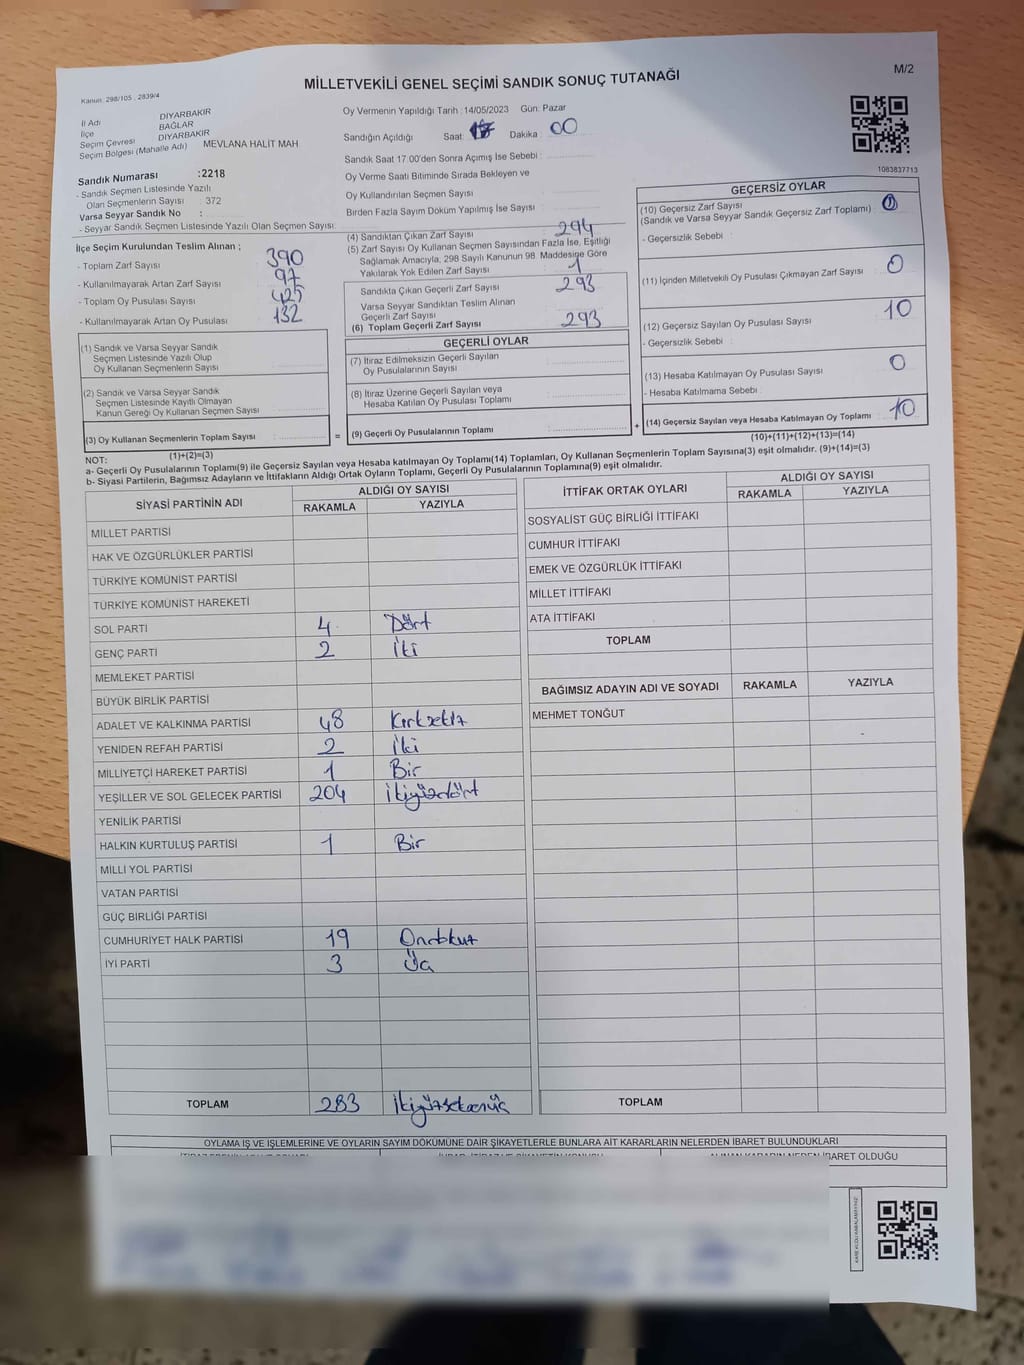 MİLLETVEKİLİ GENEL SEÇİMİ SANDIK SONUÇ TUTANAĞI
M/2
Kanun: 298/105 , 2839/4
İl Adı DİYARBAKIR
İlçe BAĞLAR
Seçim Çevresi DİYARBAKIR
Seçim Bölgesi (Mahalle Adı) MEVLANA HALİT MAH
Sandık Numarası :2218
- Sandık Seçmen Listesinde Yazılı
Olan Seçmenlerin Sayısı : 372
Varsa Seyyar Sandık No :
- Seyyar Sandık Seçmen Listesinde Yazılı Olan Seçmen Sayısı:
Oy Vermenin Yapıldığı Tarih :14/05/2023 Gün: Pazar
Sandığın Açıldığı Saat: Dakika : 00
Sandık Saat 17.00'den Sonra Açımış İse Sebebi :
Oy Verme Saati Bitiminde Sırada Bekleyen ve
Oy Kullandırılan Seçmen Sayısı :
Birden Fazla Sayım Döküm Yapılmış İse Sayısı :
1083837713
İlçe Seçim Kurulundan Teslim Alınan ;
- Toplam Zarf Sayısı : 390
- Kullanılmayarak Artan Zarf Sayısı : 97
- Toplam Oy Pusulası Sayısı : 425
- Kullanılmayarak Artan Oy Pusulası : 132
(4) Sandıktan Çıkan Zarf Sayısı : 294
(5) Zarf Sayısı Oy Kullanan Seçmen Sayısından Fazla İse, Eşitliği
Sağlamak Amacıyla, 298 Sayılı Kanunun 98. Maddesine Göre
Yakılarak Yok Edilen Zarf Sayısı : 1
Sandıkta Çıkan Geçerli Zarf Sayısı : 293
Varsa Seyyar Sandıktan Teslim Alınan
Geçerli Zarf Sayısı :
(6) Toplam Geçerli Zarf Sayısı : 293
GEÇERSİZ OYLAR
(10) Geçersiz Zarf Sayısı : 0
(Sandık ve Varsa Seyyar Sandık Geçersiz Zarf Toplamı)
- Geçersizlik Sebebi :
(11) İçinden Milletvekili Oy Pusulası Çıkmayan Zarf Sayısı : 0
(12) Geçersiz Sayılan Oy Pusulası Sayısı : 10
- Geçersizlik Sebebi :
(13) Hesaba Katılmayan Oy Pusulası Sayısı : 0
- Hesaba Katılmama Sebebi :
(14) Geçersiz Sayılan veya Hesaba Katılmayan Oy Toplamı : 10
(10)+(11)+(12)+(13)=(14)
(1) Sandık ve Varsa Seyyar Sandık
Seçmen Listesinde Yazılı Olup
Oy Kullanan Seçmenlerin Sayısı :
(2) Sandık ve Varsa Seyyar Sandık
Seçmen Listesinde Kayıtlı Olmayan
Kanun Gereği Oy Kullanan Seçmen Sayısı :
(3) Oy Kullanan Seçmenlerin Toplam Sayısı :
(1)+(2)=(3)
=
GEÇERLİ OYLAR
(7) İtiraz Edilmeksizin Geçerli Sayılan
Oy Pusulalarının Sayısı :
(8) İtiraz Üzerine Geçerli Sayılan veya
Hesaba Katılan Oy Pusulası Toplamı :
(9) Geçerli Oy Pusulalarının Toplamı :
+
NOT:
a- Geçerli Oy Pusulalarının Toplamı(9) ile Geçersiz Sayılan veya Hesaba katılmayan Oy Toplamı(14) Toplamları, Oy Kullanan Seçmenlerin Toplam Sayısına(3) eşit olmalıdır. (9)+(14)=(3)
b- Siyasi Partilerin, Bağımsız Adayların ve İttifakların Aldığı Ortak Oyların Toplamı, Geçerli Oy Pusulalarının Toplamına(9) eşit olmalıdır.
SİYASİ PARTİNİN ADI ALDIĞI OY SAYISI
RAKAMLA YAZIYLA
MİLLET PARTİSİ
HAK VE ÖZGÜRLÜKLER PARTİSİ
TÜRKİYE KOMÜNİST PARTİSİ
TÜRKİYE KOMÜNİST HAREKETİ
SOL PARTİ 4 Dört
GENÇ PARTİ 2 İki
MEMLEKET PARTİSİ
BÜYÜK BİRLİK PARTİSİ
ADALET VE KALKINMA PARTİSİ 48 Kırksekiz
YENİDEN REFAH PARTİSİ 2 İki
MİLLİYETÇİ HAREKET PARTİSİ 1 Bir
YEŞİLLER VE SOL GELECEK PARTİSİ 204 İkiyüzdört
YENİLİK PARTİSİ
HALKIN KURTULUŞ PARTİSİ 1 Bir
MİLLİ YOL PARTİSİ
VATAN PARTİSİ
GÜÇ BİRLİĞİ PARTİSİ
CUMHURİYET HALK PARTİSİ 19 Ondokuz
İYİ PARTİ 3 Üç
TOPLAM 283 İkiyüzseksenüç
İTTİFAK ORTAK OYLARI ALDIĞI OY SAYISI
RAKAMLA YAZIYLA
SOSYALİST GÜÇ BİRLİĞİ İTTİFAKI
CUMHUR İTTİFAKI
EMEK VE ÖZGÜRLÜK İTTİFAKI
MİLLET İTTİFAKI
ATA İTTİFAKI
TOPLAM
BAĞIMSIZ ADAYIN ADI VE SOYADI RAKAMLA YAZIYLA
MEHMET TONĞUT
TOPLAM
OYLAMA İŞ VE İŞLEMLERİNE VE OYLARIN SAYIM DÖKÜMÜNE DAİR ŞİKAYETLERLE BUNLARA AİT KARARLARIN NELERDEN İBARET BULUNDUKLARI
ALINAN KARARIN NEDEN İBARET OLDUĞU